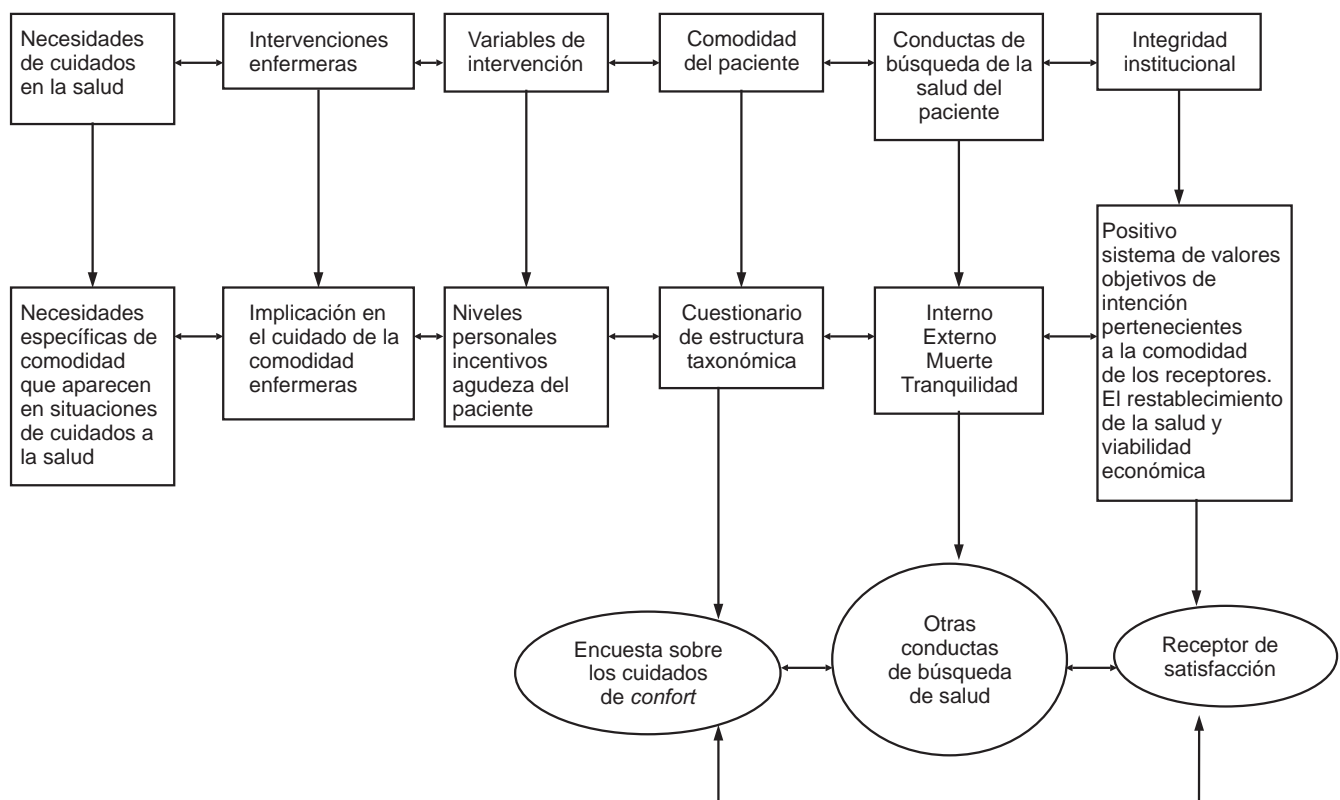 Necesidades
de cuidados
en la salud
Intervenciones
enfermeras
Variables de
intervención
Comodidad
del paciente
Conductas de
búsqueda de la
salud del
paciente
Integridad
institucional
Necesidades
específicas de
comodidad
que aparecen
en situaciones
de cuidados a
la salud
Implicación en
el cuidado de la
comodidad
enfermeras
Niveles
personales
incentivos
agudeza del
paciente
Cuestionario
de estructura
taxonómica
Interno
Externo
Muerte
Tranquilidad
Positivo
sistema de valores
objetivos de
intención
pertenecientes
a la comodidad
de los receptores.
El restablecimiento
de la salud y
viabilidad
económica
Encuesta sobre
los cuidados
de confort
Otras
conductas
de búsqueda
de salud
Receptor de
satisfacción